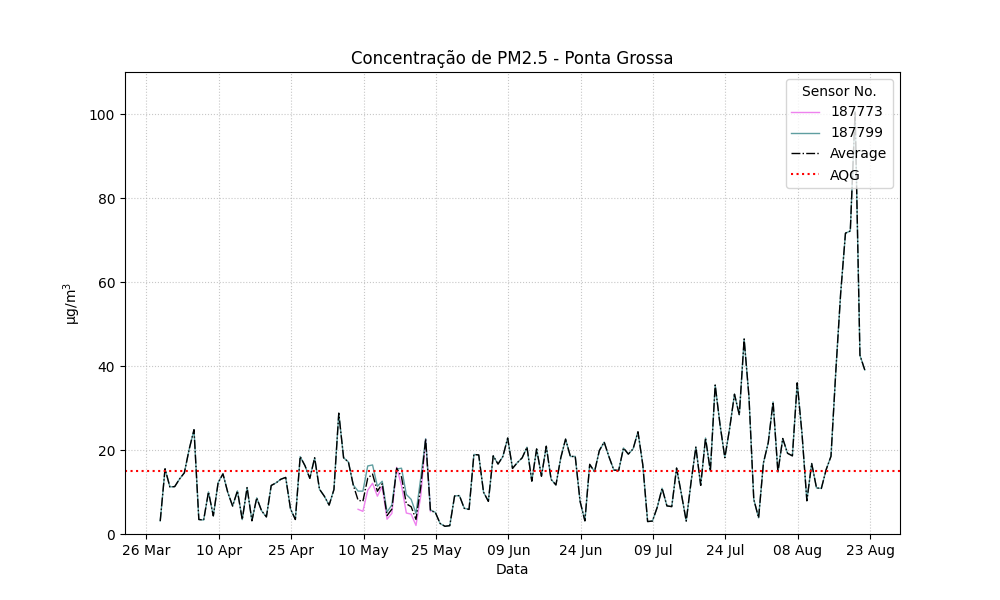 Concentração de PM2.5 - Ponta Grossa
Sensor No.
187773
187799
Average
AQG
100
80
60
40
20
0
µg/m³
26 Mar
10 Apr
25 Apr
10 May
25 May
09 Jun
24 Jun
09 Jul
24 Jul
08 Aug
23 Aug
Data